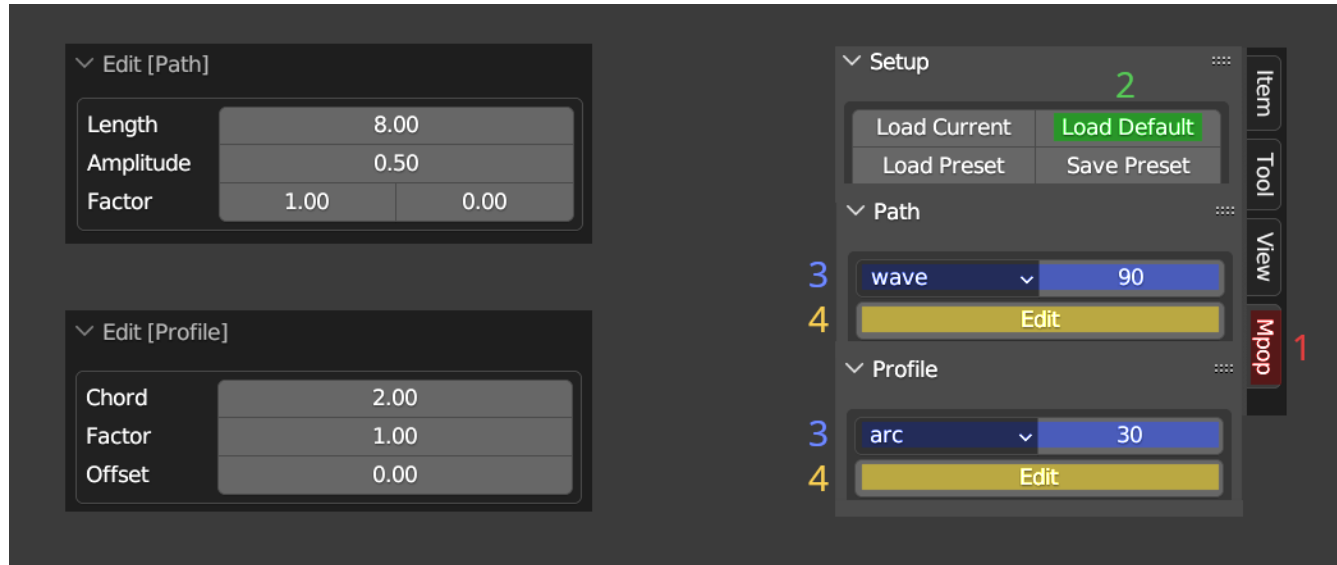 Edit [Path]
Length 8.00
Amplitude 0.50
Factor 1.00 0.00
Edit [Profile]
Chord 2.00
Factor 1.00
Offset 0.00
Setup
2
Load Current Load Default
Load Preset Save Preset
Path
3 wave 90
4 Edit
Profile
3 arc 30
4 Edit
Item
Tool
View
Mpop 1